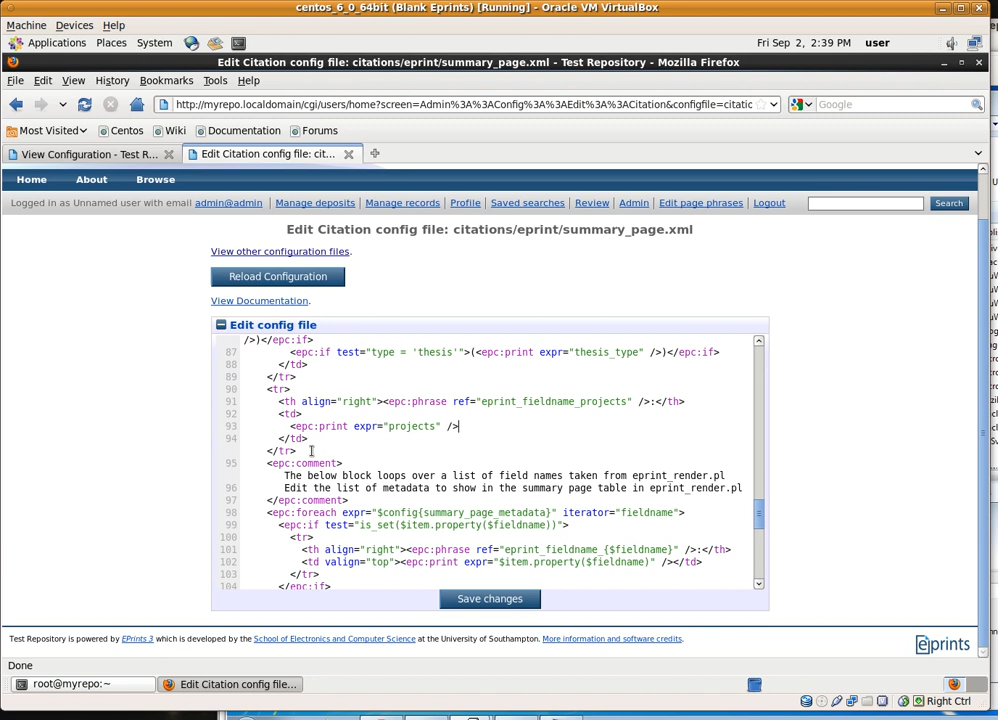 centos_6_0_64bit (Blank Eprints) [Running] - Oracle VM VirtualBox
Machine Devices Help
Applications Places System Fri Sep 2, 2:39 PM user
Edit Citation config file: citations/eprint/summary_page.xml - Test Repository - Mozilla Firefox
File Edit View History Bookmarks Tools Help
http://myrepo.localdomain/cgi/users/home?screen=Admin%3A%3AConfig%3A%3AEdit%3A%3ACitation&configfile=citatic Google
Most Visited Centos Wiki Documentation Forums
View Configuration - Test R... Edit Citation config file: cit...
Home About Browse
Logged in as Unnamed user with email admin@admin Manage deposits Manage records Profile Saved searches Review Admin Edit page phrases Logout Search
Edit Citation config file: citations/eprint/summary_page.xml
View other configuration files.
Reload Configuration
View Documentation.
Edit config file
/>)</epc:if>
87 <epc:if test="type = 'thesis'">(<epc:print expr="thesis_type" />)</epc:if>
88 </td>
89 </tr>
90 <tr>
91 <th align="right"><epc:phrase ref="eprint_fieldname_projects" />:</th>
92 <td>
93 <epc:print expr="projects" />
94 </td>
</tr>
95 <epc:comment>
The below block loops over a list of field names taken from eprint_render.pl
96 Edit the list of metadata to show in the summary page table in eprint_render.pl
97 </epc:comment>
98 <epc:foreach expr="$config{summary_page_metadata}" iterator="fieldname">
99 <epc:if test="is_set($item.property($fieldname))">
100 <tr>
101 <th align="right"><epc:phrase ref="eprint_fieldname_{$fieldname}" />:</th>
102 <td valign="top"><epc:print expr="$item.property($fieldname)" /></td>
103 </tr>
104 </epc:if>
Save changes
Test Repository is powered by EPrints 3 which is developed by the School of Electronics and Computer Science at the University of Southampton. More information and software credits.
eprints
Done
root@myrepo:~ Edit Citation config file...
Right Ctrl